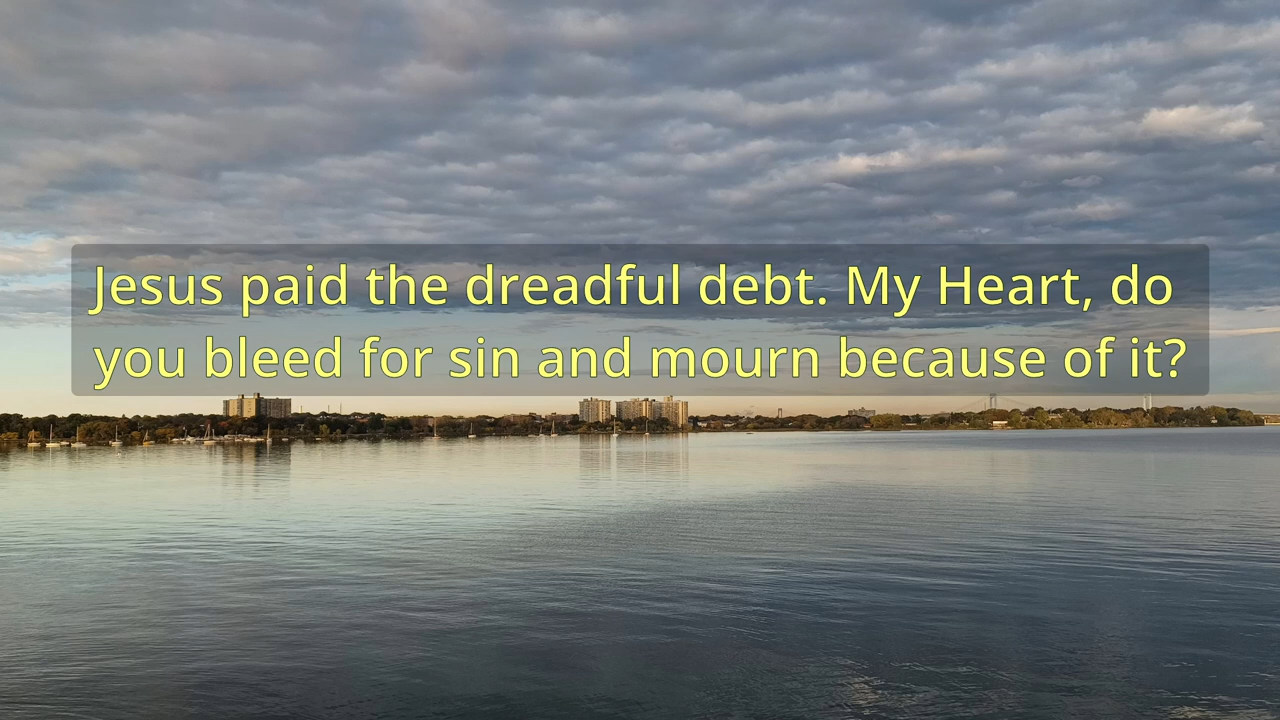 Jesus paid the dreadful debt. My Heart, do
you bleed for sin and mourn because of it?